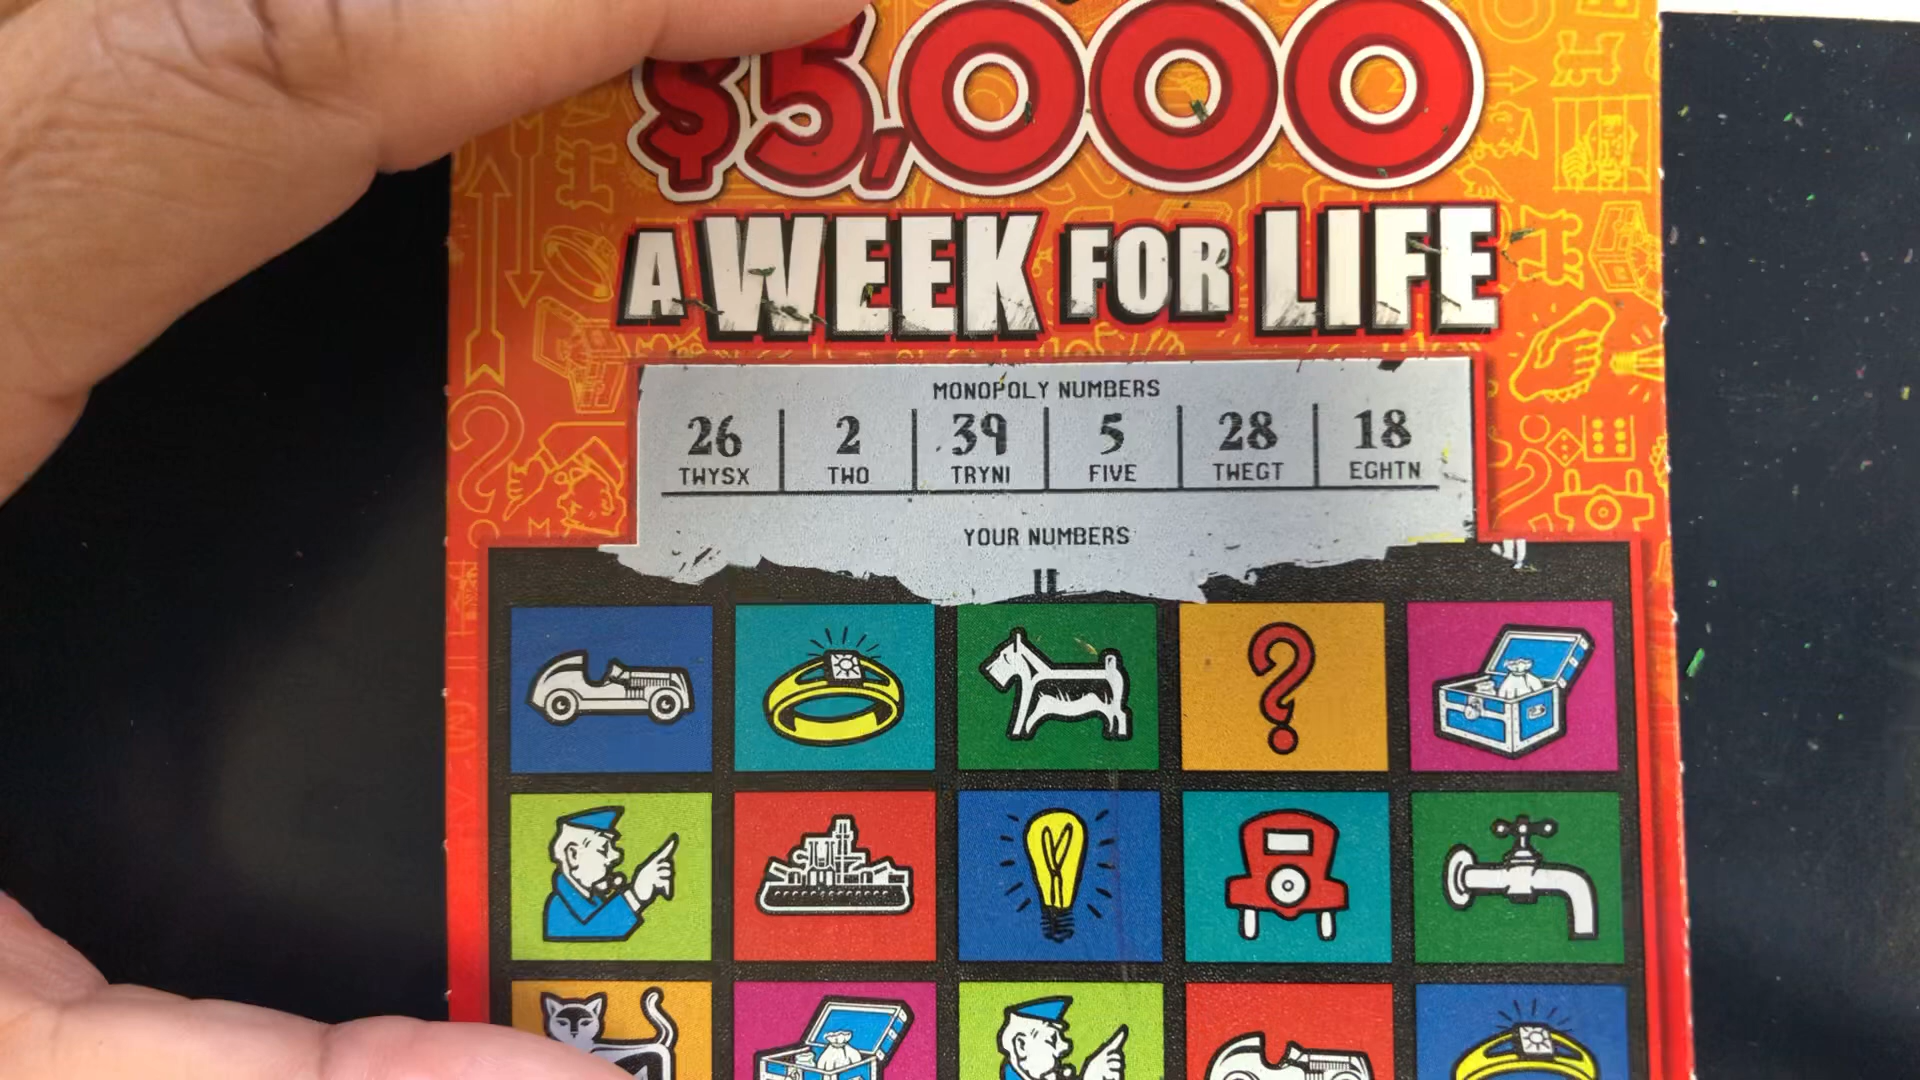 $5,000
A WEEK FOR LIFE
MONOPOLY NUMBERS
26 2 39 5 28 18
TWYSX TWO TRYNI FIVE TWEGT EGHTN
YOUR NUMBERS